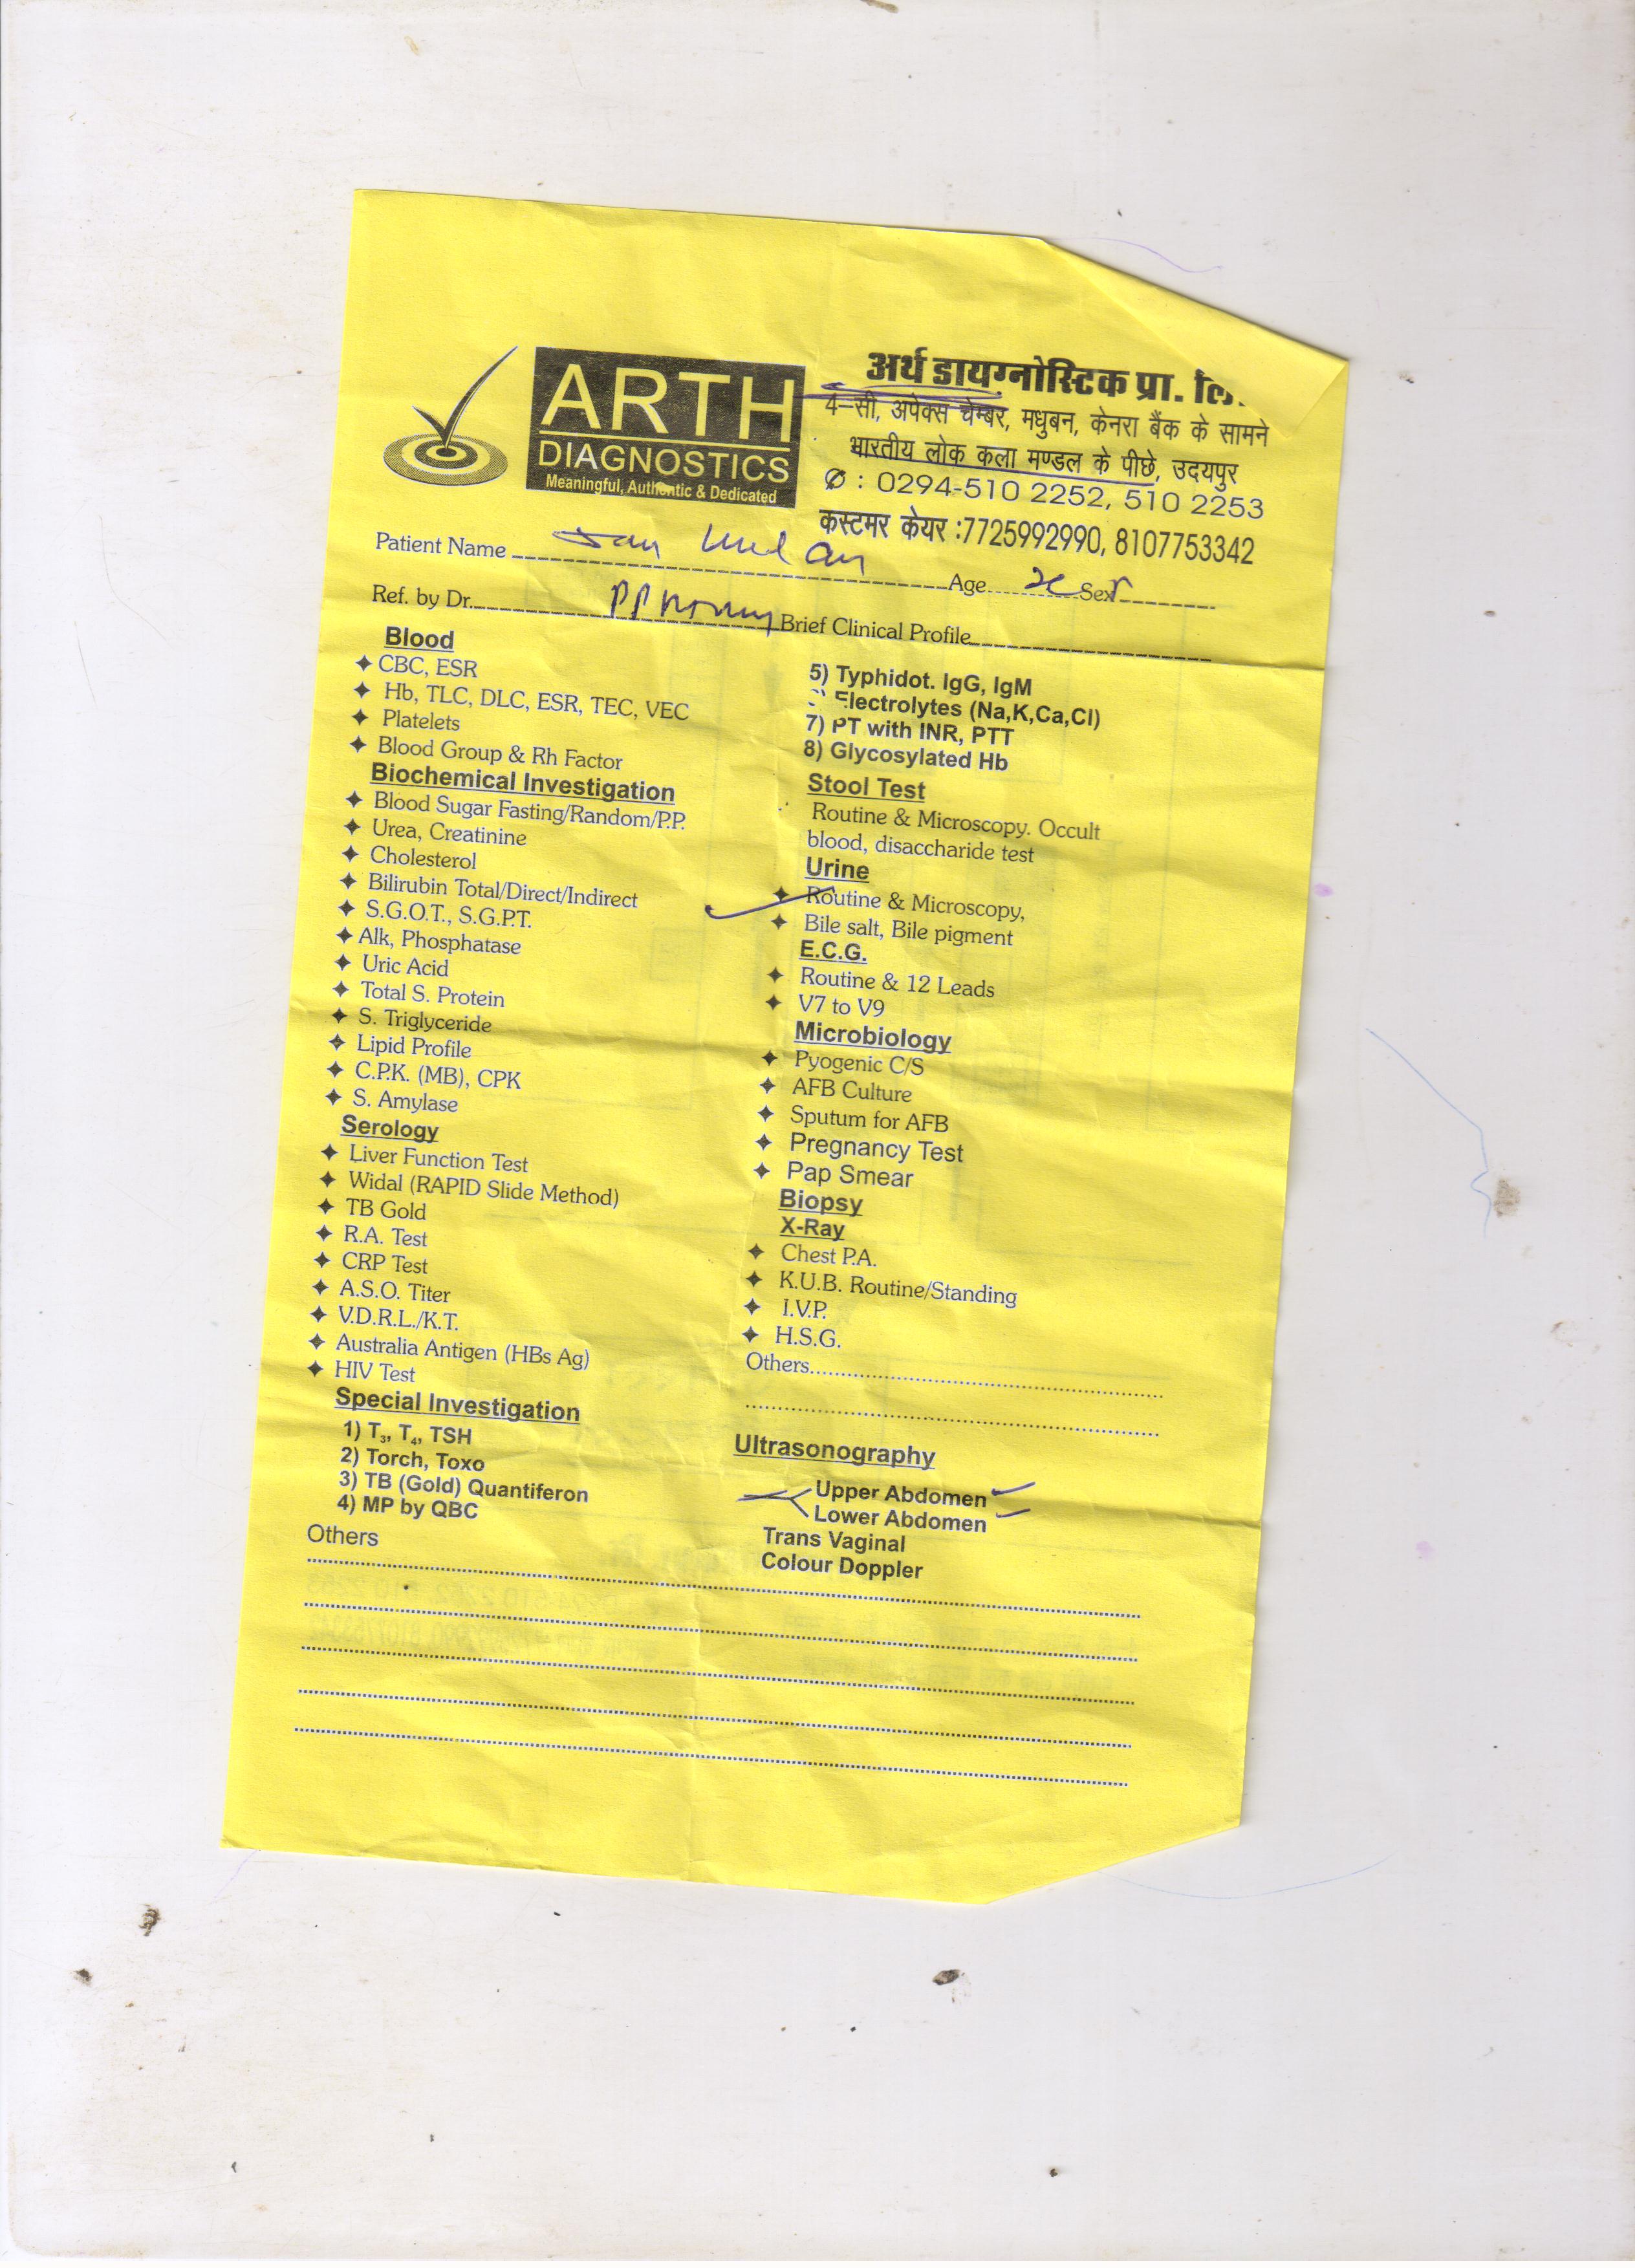 ARTH
DIAGNOSTICS
Meaningful, Authentic & Dedicated
अर्थ डायग्नोस्टिक प्रा. लि.
4–सी, अपेक्स चेम्बर, मधुबन, केनरा बैंक के सामने
भारतीय लोक कला मण्डल के पीछे, उदयपुर
: 0294-510 2252, 510 2253
कस्टमर केयर :7725992990, 8107753342
Patient Name
Age Sex
Ref. by Dr. Brief Clinical Profile
Blood
CBC, ESR
Hb, TLC, DLC, ESR, TEC, VEC
Platelets
Blood Group & Rh Factor
Biochemical Investigation
Blood Sugar Fasting/Random/P.P.
Urea, Creatinine
Cholesterol
Bilirubin Total/Direct/Indirect
S.G.O.T., S.G.P.T.
Alk, Phosphatase
Uric Acid
Total S. Protein
S. Triglyceride
Lipid Profile
C.P.K. (MB), CPK
S. Amylase
Serology
Liver Function Test
Widal (RAPID Slide Method)
TB Gold
R.A. Test
CRP Test
A.S.O. Titer
V.D.R.L./K.T.
Australia Antigen (HBs Ag)
HIV Test
Special Investigation
1) T₃, T₄, TSH
2) Torch, Toxo
3) TB (Gold) Quantiferon
4) MP by QBC
Others
5) Typhidot. IgG, IgM
Electrolytes (Na,K,Ca,Cl)
7) PT with INR, PTT
8) Glycosylated Hb
Stool Test
Routine & Microscopy. Occult
blood, disaccharide test
Urine
Routine & Microscopy,
Bile salt, Bile pigment
E.C.G.
Routine & 12 Leads
V7 to V9
Microbiology
Pyogenic C/S
AFB Culture
Sputum for AFB
Pregnancy Test
Pap Smear
Biopsy
X-Ray
Chest P.A.
K.U.B. Routine/Standing
I.V.P.
H.S.G.
Others
Ultrasonography
Upper Abdomen
Lower Abdomen
Trans Vaginal
Colour Doppler